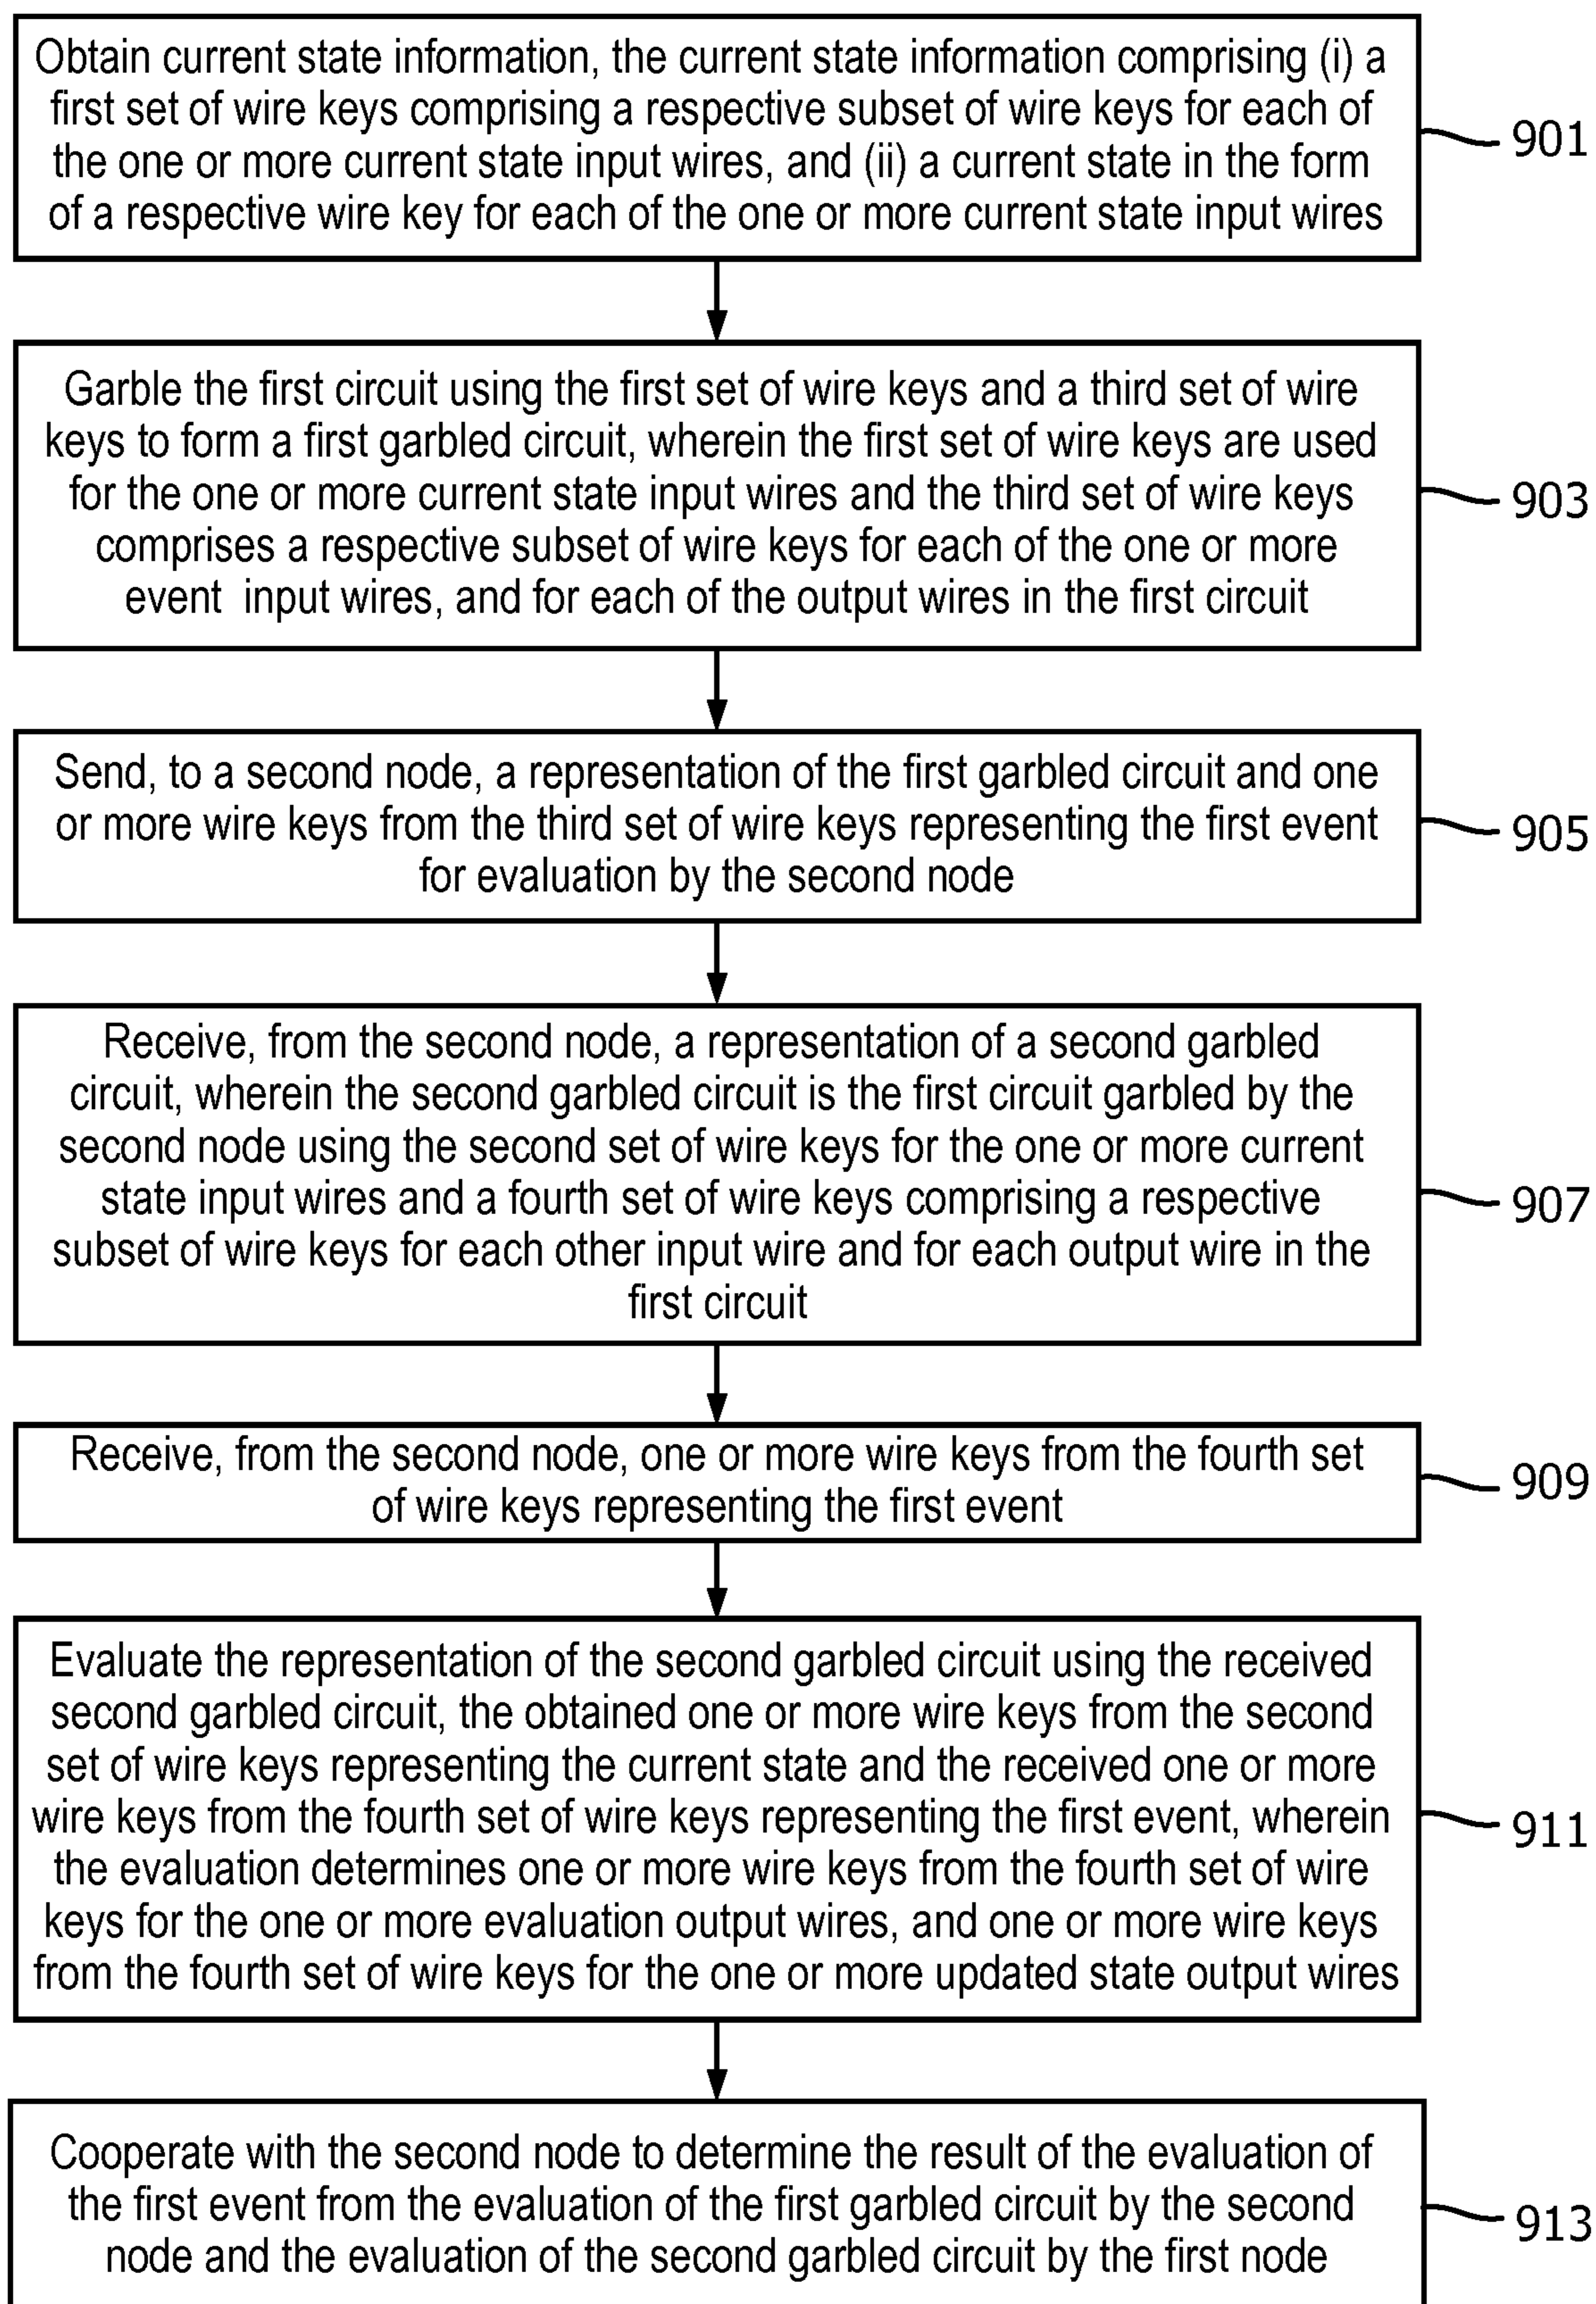 Obtain current state information, the current state information comprising (i) a
first set of wire keys comprising a respective subset of wire keys for each of
the one or more current state input wires, and (ii) a current state in the form
of a respective wire key for each of the one or more current state input wires
901
Garble the first circuit using the first set of wire keys and a third set of wire
keys to form a first garbled circuit, wherein the first set of wire keys are used
for the one or more current state input wires and the third set of wire keys
comprises a respective subset of wire keys for each of the one or more
event input wires, and for each of the output wires in the first circuit
903
Send, to a second node, a representation of the first garbled circuit and one
or more wire keys from the third set of wire keys representing the first event
for evaluation by the second node
905
Receive, from the second node, a representation of a second garbled
circuit, wherein the second garbled circuit is the first circuit garbled by the
second node using the second set of wire keys for the one or more current
state input wires and a fourth set of wire keys comprising a respective
subset of wire keys for each other input wire and for each output wire in the
first circuit
907
Receive, from the second node, one or more wire keys from the fourth set
of wire keys representing the first event
909
Evaluate the representation of the second garbled circuit using the received
second garbled circuit, the obtained one or more wire keys from the second
set of wire keys representing the current state and the received one or more
wire keys from the fourth set of wire keys representing the first event, wherein
the evaluation determines one or more wire keys from the fourth set of wire
keys for the one or more evaluation output wires, and one or more wire keys
from the fourth set of wire keys for the one or more updated state output wires
911
Cooperate with the second node to determine the result of the evaluation of
the first event from the evaluation of the first garbled circuit by the second
node and the evaluation of the second garbled circuit by the first node
913